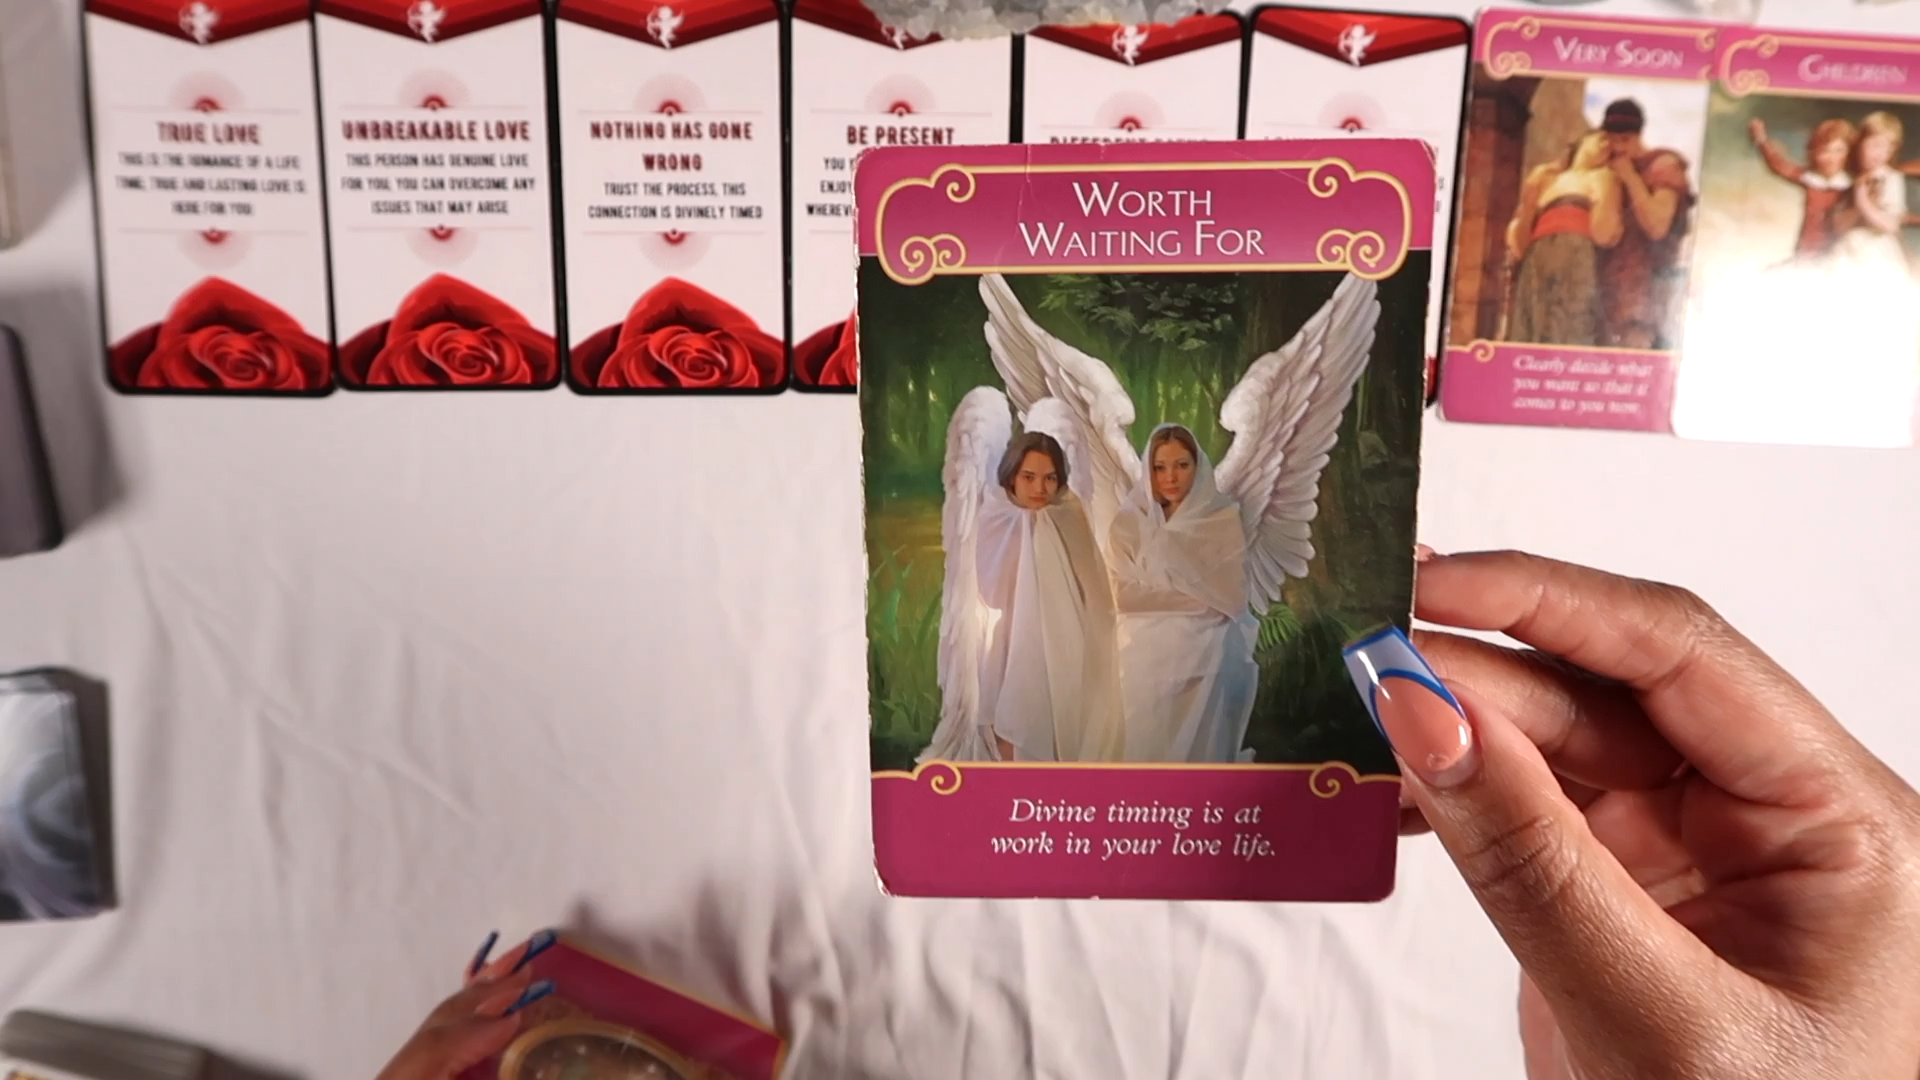 TRUE LOVE
THIS IS THE ROMANCE OF A LIFE
TIME; TRUE AND LASTING LOVE IS
HERE FOR YOU
UNBREAKABLE LOVE
THIS PERSON HAS GENUINE LOVE
FOR YOU; YOU CAN OVERCOME ANY
ISSUES THAT MAY ARISE
NOTHING HAS GONE
WRONG
TRUST THE PROCESS, THIS
CONNECTION IS DIVINELY TIMED
BE PRESENT
VERY SOON
Clearly decide what
you want so that it
comes to you now.
CHILDREN
WORTH
WAITING FOR
Divine timing is at
work in your love life.